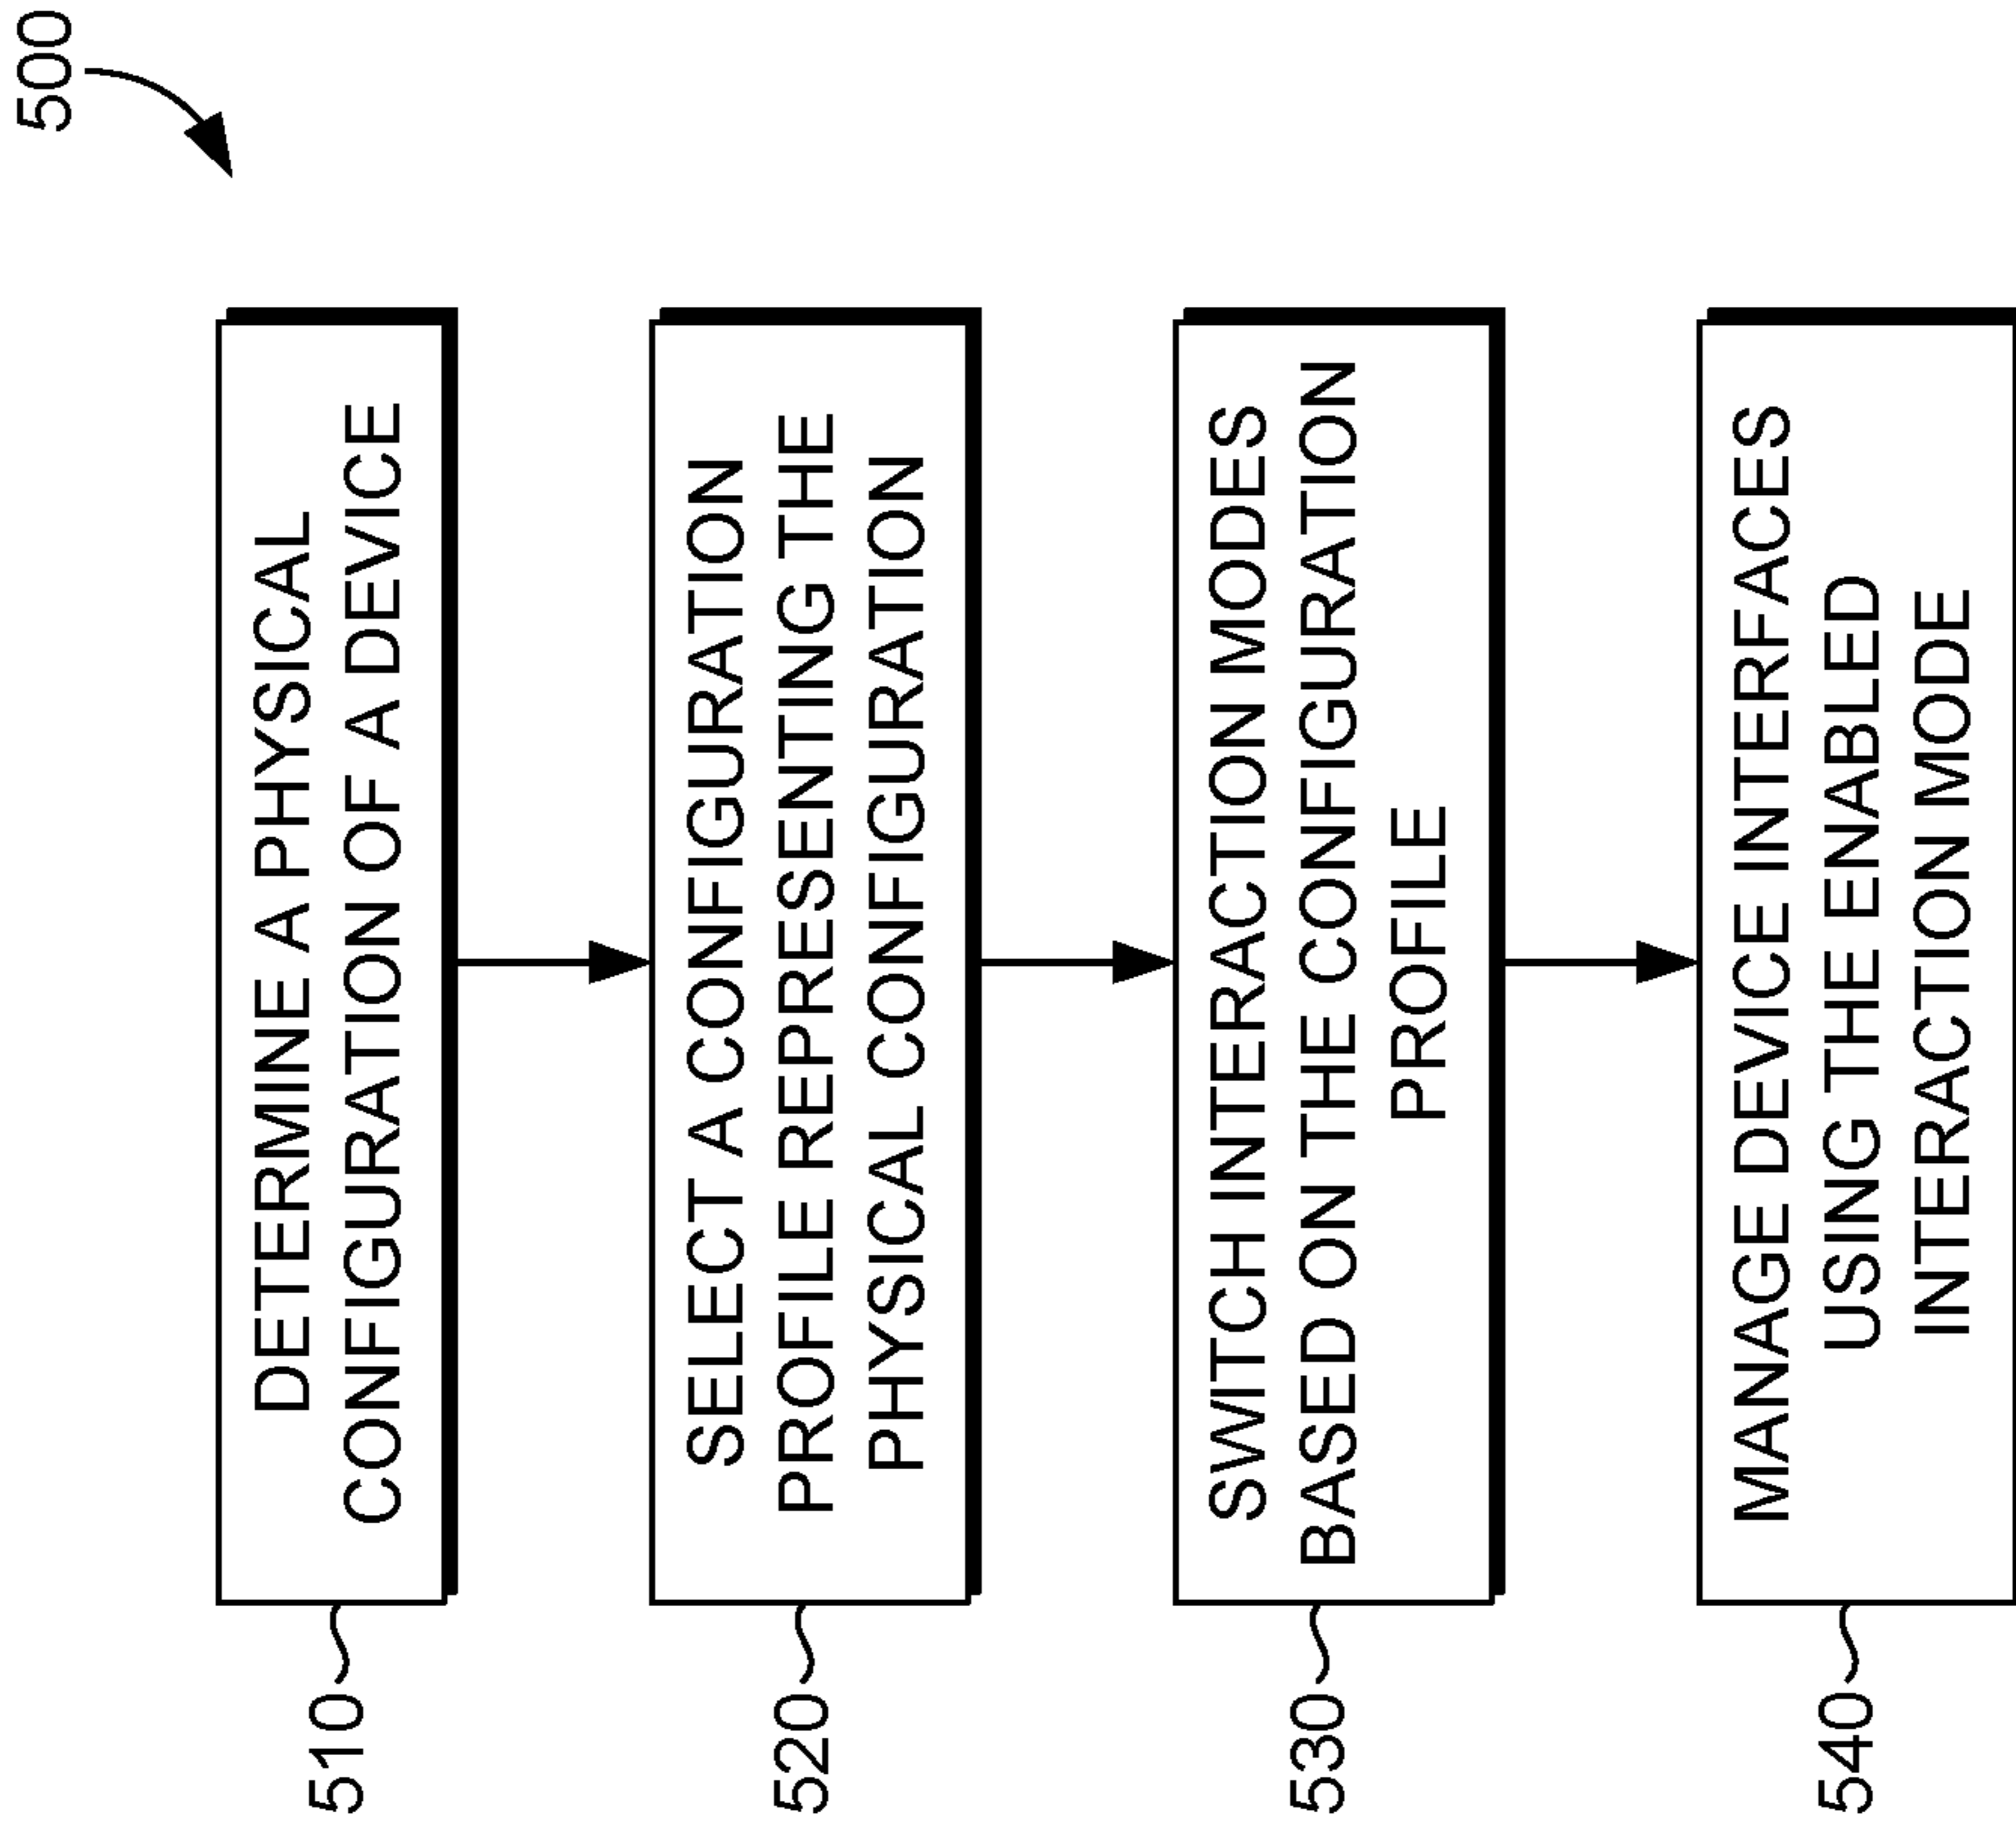 500
510
DETERMINE A PHYSICAL
CONFIGURATION OF A DEVICE
520
SELECT A CONFIGURATION
PROFILE REPRESENTING THE
PHYSICAL CONFIGURATION
530
SWITCH INTERACTION MODES
BASED ON THE CONFIGURATION
PROFILE
540
MANAGE DEVICE INTERFACES
USING THE ENABLED
INTERACTION MODE